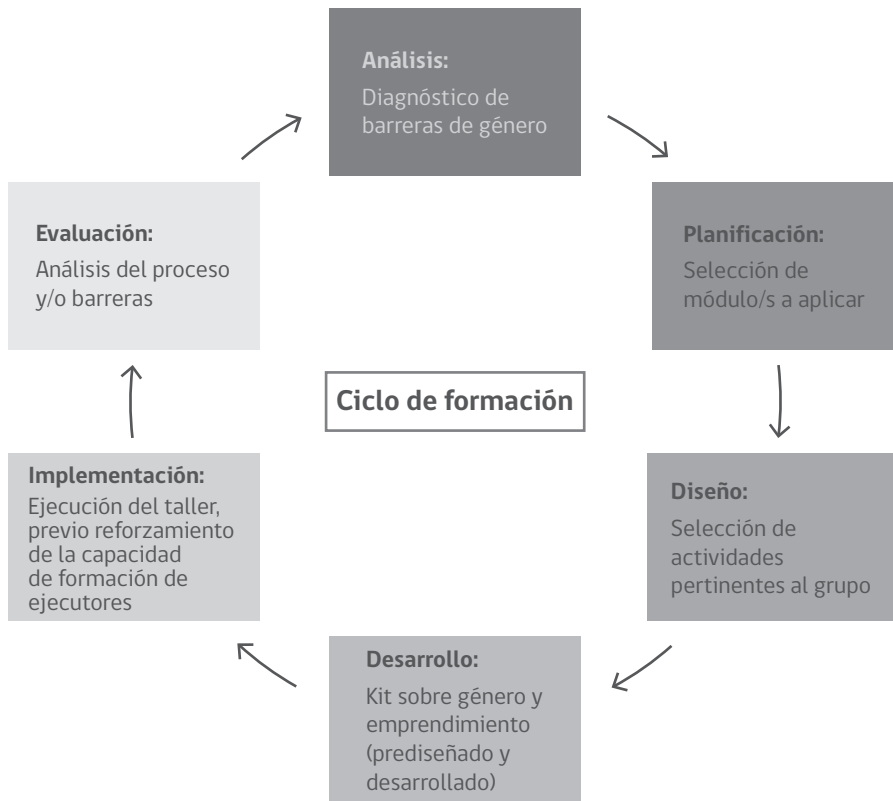 Análisis:
Diagnóstico de
barreras de género
Planificación:
Selección de
módulo/s a aplicar
Diseño:
Selección de
actividades
pertinentes al grupo
Desarrollo:
Kit sobre género y
emprendimiento
(prediseñado y
desarrollado)
Implementación:
Ejecución del taller,
previo reforzamiento
de la capacidad
de formación de
ejecutores
Evaluación:
Análisis del proceso
y/o barreras
Ciclo de formación